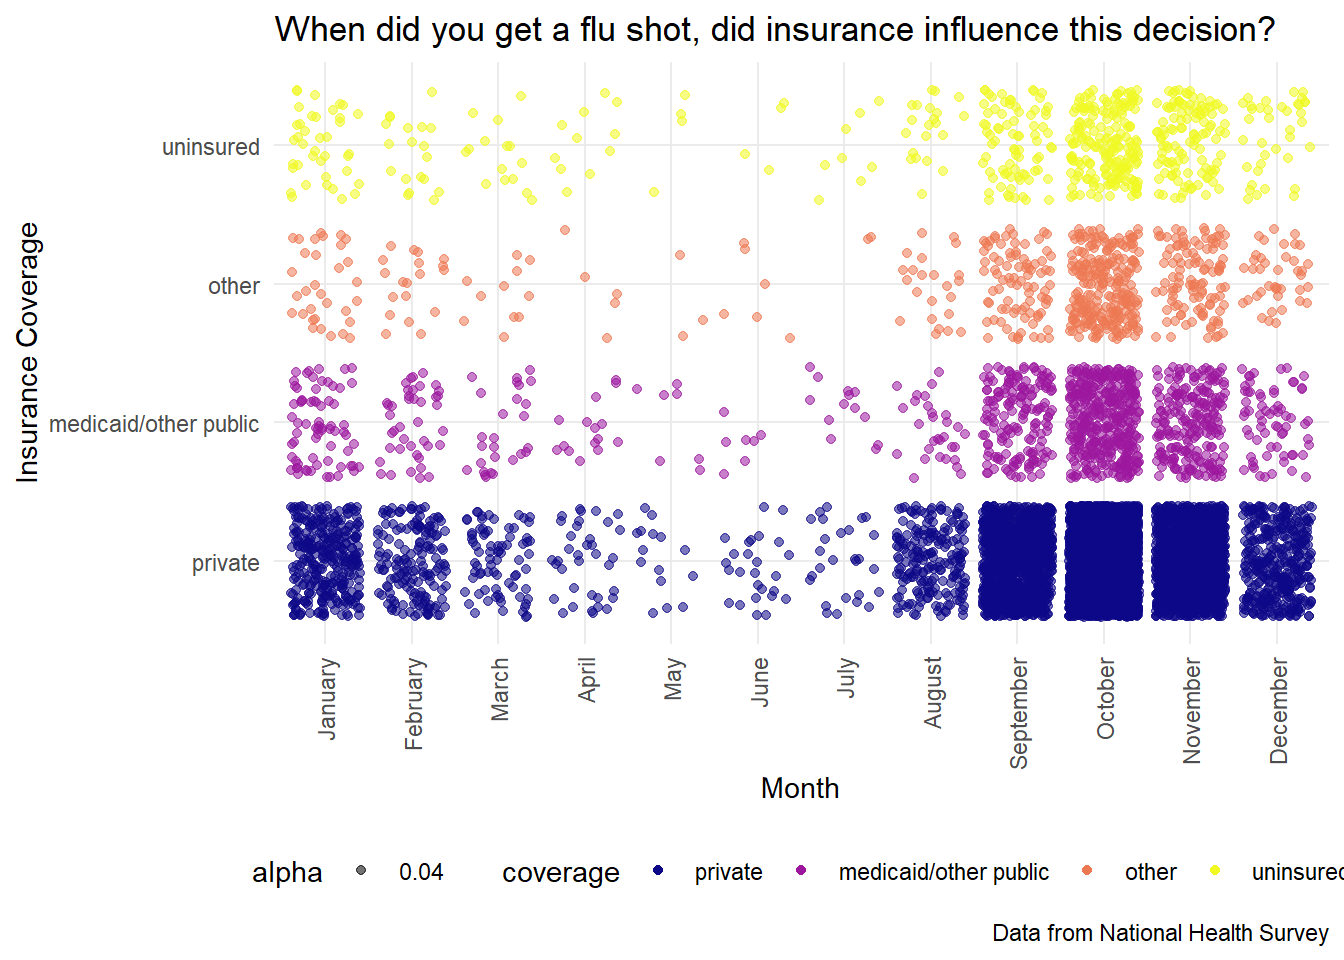 When did you get a flu shot, did insurance influence this decision?
Insurance Coverage
uninsured
other
medicaid/other public
private
January
February
March
April
May
June
July
August
September
October
November
December
Month
alpha 0.04 coverage private medicaid/other public other uninsured
Data from National Health Survey